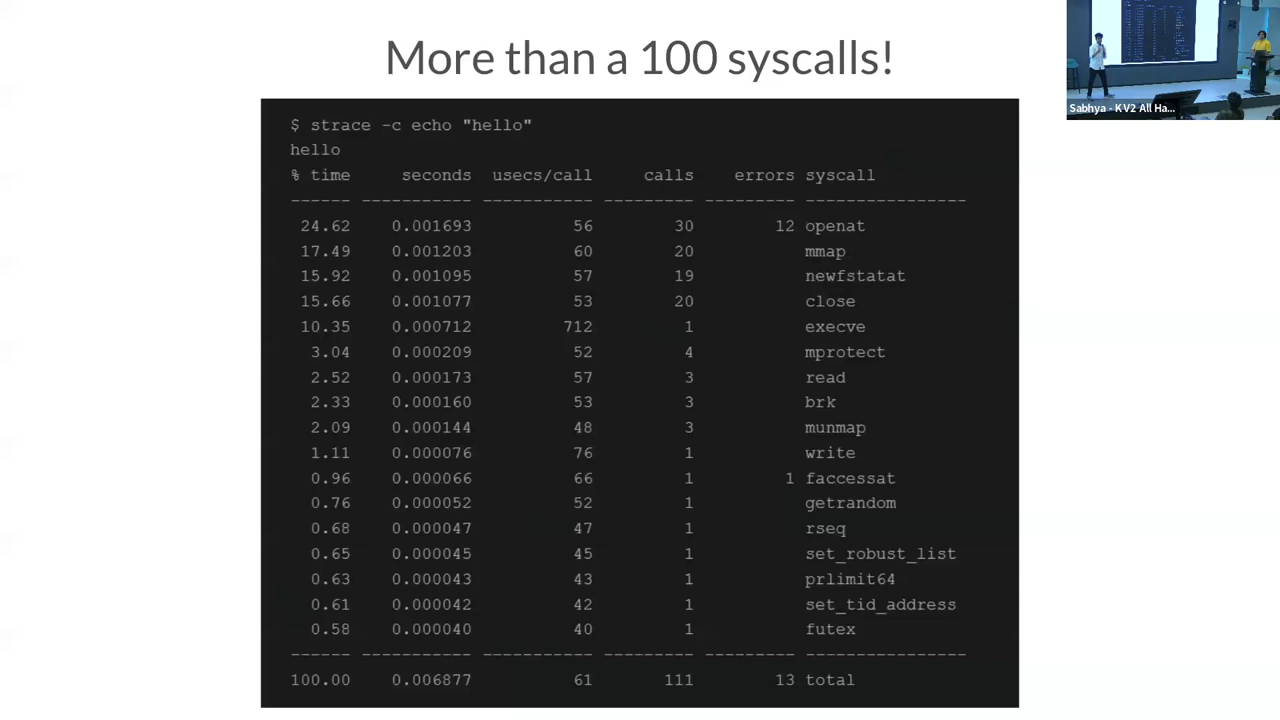 More than a 100 syscalls!
$ strace -c echo "hello"
hello
% time seconds usecs/call calls errors syscall
------ ----------- ----------- --------- --------- ----------------
24.62 0.001693 56 30 12 openat
17.49 0.001203 60 20 mmap
15.92 0.001095 57 19 newfstatat
15.66 0.001077 53 20 close
10.35 0.000712 712 1 execve
3.04 0.000209 52 4 mprotect
2.52 0.000173 57 3 read
2.33 0.000160 53 3 brk
2.09 0.000144 48 3 munmap
1.11 0.000076 76 1 write
0.96 0.000066 66 1 1 faccessat
0.76 0.000052 52 1 getrandom
0.68 0.000047 47 1 rseq
0.65 0.000045 45 1 set_robust_list
0.63 0.000043 43 1 prlimit64
0.61 0.000042 42 1 set_tid_address
0.58 0.000040 40 1 futex
------ ----------- ----------- --------- --------- ----------------
100.00 0.006877 61 111 13 total
Sabhya - KV2 All Ha...